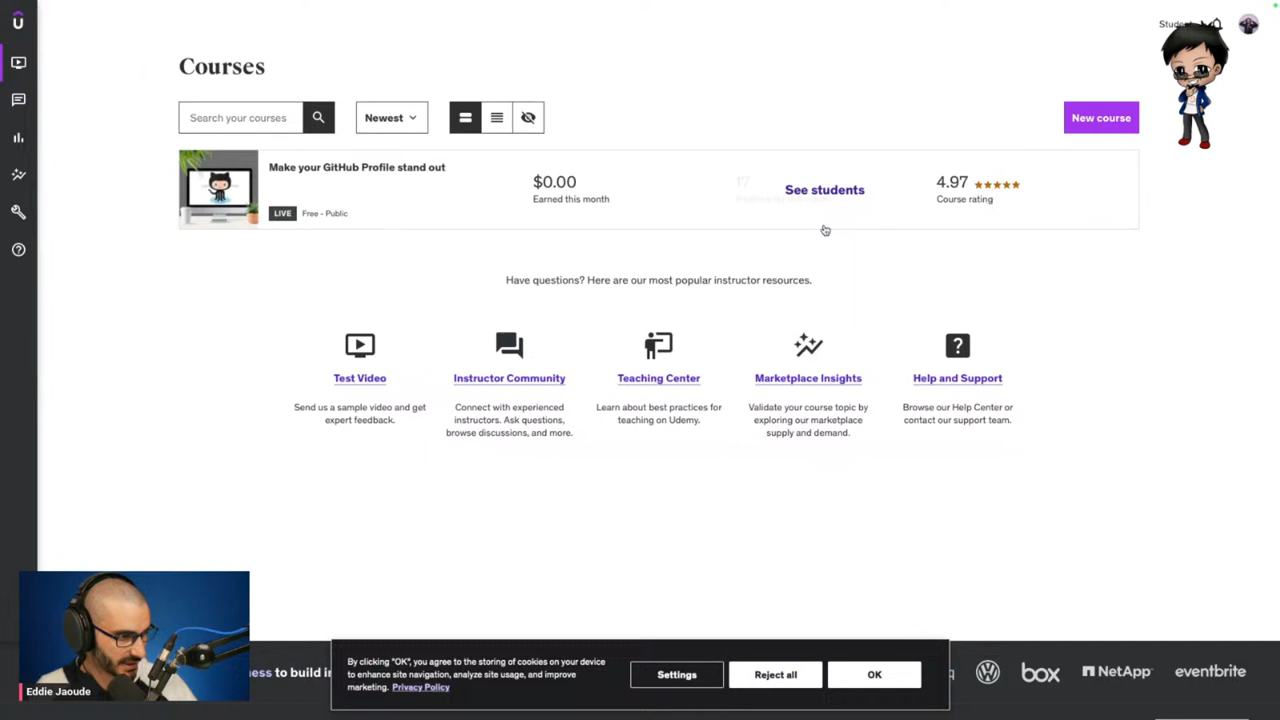 Courses
Search your courses
Newest
New course
Make your GitHub Profile stand out
LIVE Free - Public
$0.00
Earned this month
17
See students
4.97
Course rating
Have questions? Here are our most popular instructor resources.
Test Video
Send us a sample video and get
expert feedback.
Instructor Community
Connect with experienced
instructors. Ask questions,
browse discussions, and more.
Teaching Center
Learn about best practices for
teaching on Udemy.
Marketplace Insights
Validate your course topic by
exploring our marketplace
supply and demand.
Help and Support
Browse our Help Center or
contact our support team.
Eddie Jaoude
to build
By clicking "OK", you agree to the storing of cookies on your device
to enhance site navigation, analyze site usage, and improve
marketing. Privacy Policy
Settings
Reject all
OK
box
NetApp
eventbrite